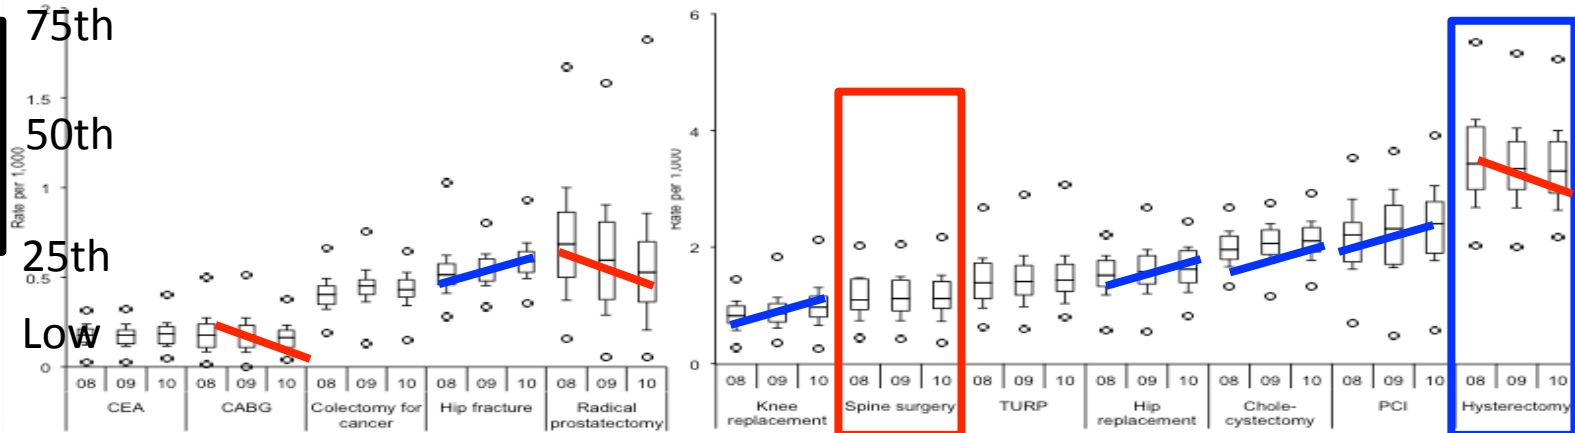 75th
50th
25th
Low
Rate per 1,000
1.5
1
0.5
0
08 09 10 08 09 10 08 09 10 08 09 10 08 09 10
CEA CABG Colectomy for cancer Hip fracture Radical prostatectomy
Rate per 1,000
6
4
2
0
08 09 10 08 09 10 08 09 10 08 09 10 08 09 10 08 09 10 08 09 10
Knee replacement Spine surgery TURP Hip replacement Chole-cystectomy PCI Hysterectomy